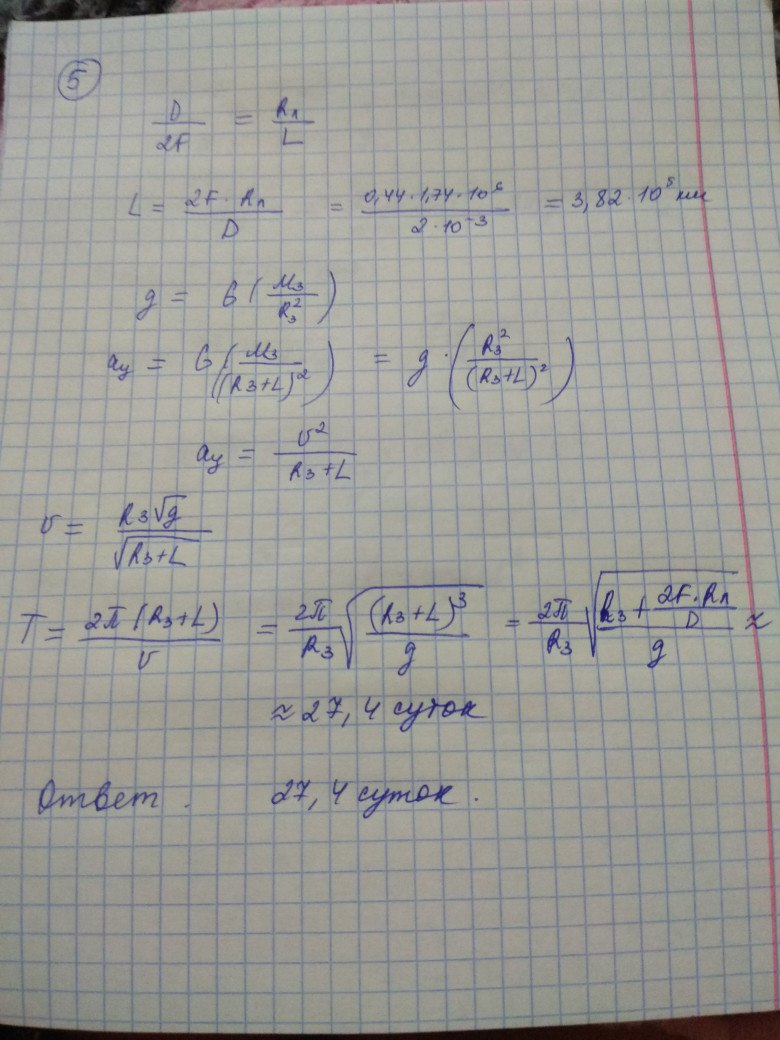 5
D/2F = Rл/L
L = 2F·Rл/D = 0,44·1,74·10⁶/2·10⁻³ = 3,82·10⁵ км
g = G(Mз/Rз²)
aц = G(Mз/((Rз+L)²) = g·(Rз²/(Rз+L)²)
aц = v²/Rз+L
v = Rз√g/√Rз+L
T = 2π(Rз+L)/v = 2π/Rз √(Rз+L)³/g = 2π/Rз √Rз+2F·Rл/D/g ≈
≈ 27,4 суток
Ответ. 27,4 суток.